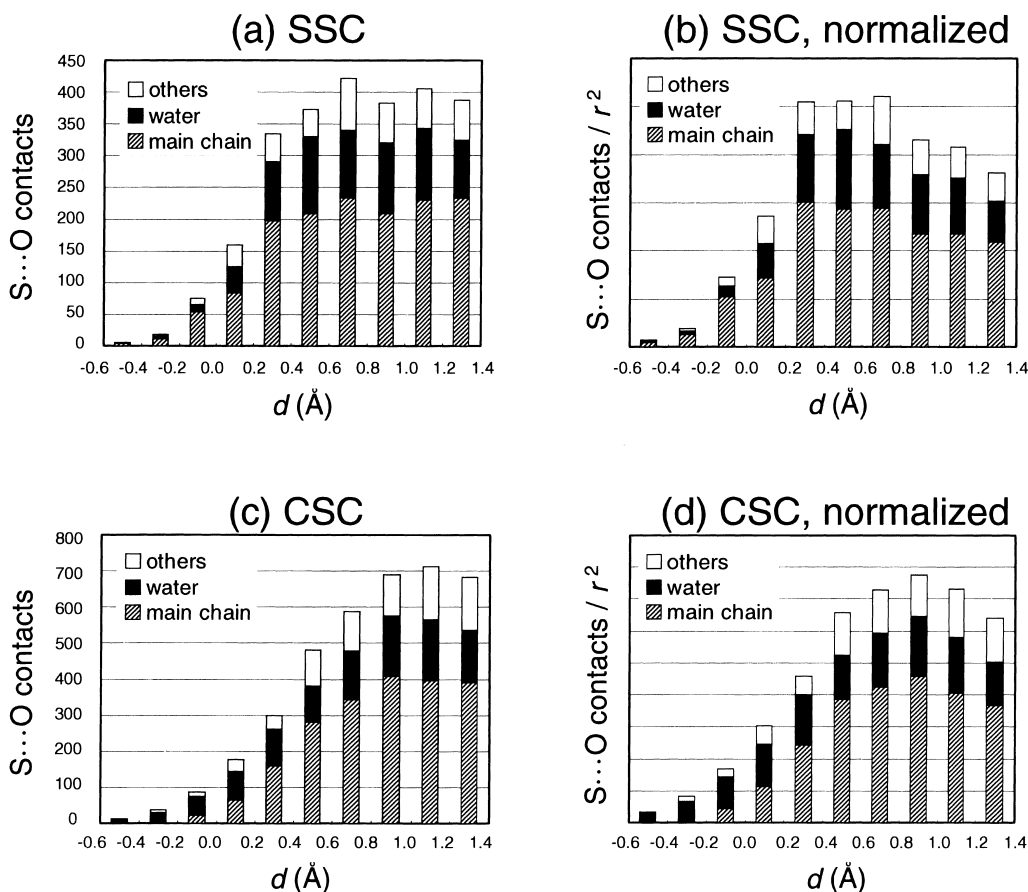 (a) SSC
450
400
350
300
250
200
150
100
50
0
S···O contacts
others
water
main chain
-0.6 -0.4 -0.2 0.0 0.2 0.4 0.6 0.8 1.0 1.2 1.4
d (Å)
(b) SSC, normalized
S···O contacts / r²
others
water
main chain
-0.6 -0.4 -0.2 0.0 0.2 0.4 0.6 0.8 1.0 1.2 1.4
d (Å)
(c) CSC
800
700
600
500
400
300
200
100
0
S···O contacts
others
water
main chain
-0.6 -0.4 -0.2 0.0 0.2 0.4 0.6 0.8 1.0 1.2 1.4
d (Å)
(d) CSC, normalized
S···O contacts / r²
others
water
main chain
-0.6 -0.4 -0.2 0.0 0.2 0.4 0.6 0.8 1.0 1.2 1.4
d (Å)